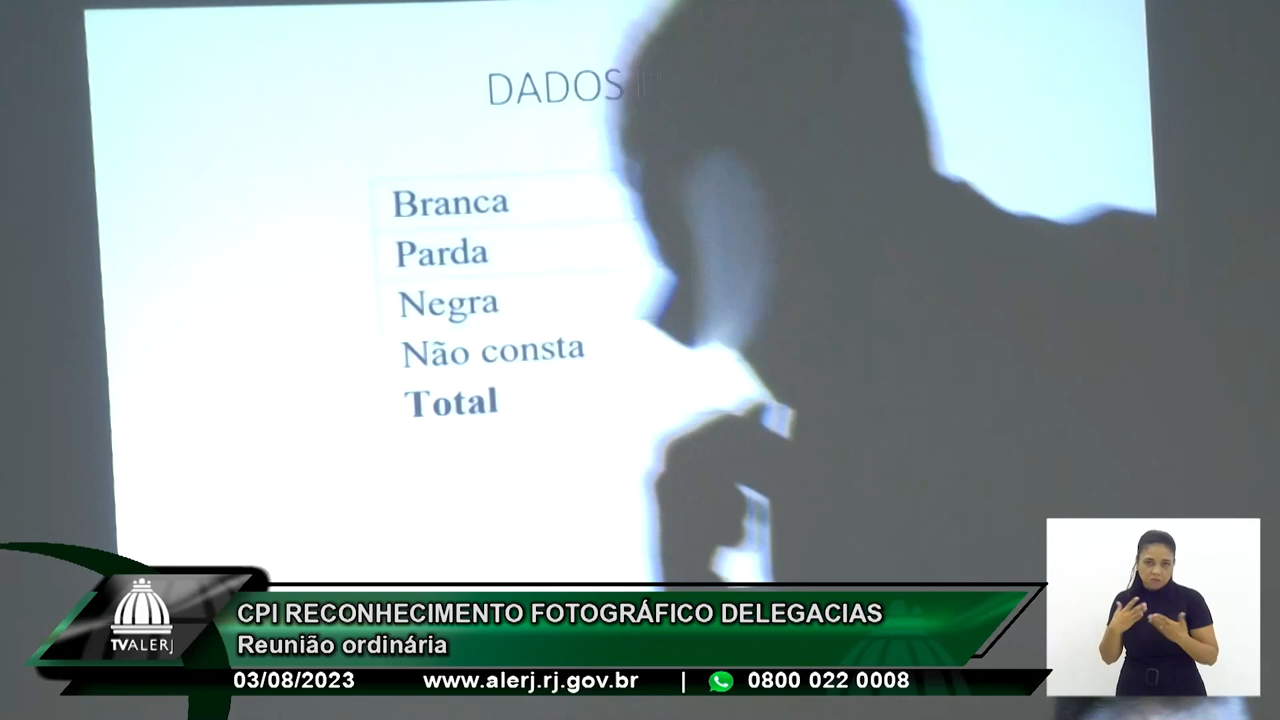 DADOS
Branca
Parda
Negra
Não consta
Total
CPI RECONHECIMENTO FOTOGRÁFICO DELEGACIAS
Reunião ordinária
TVALERJ
03/08/2023 www.alerj.rj.gov.br | 0800 022 0008